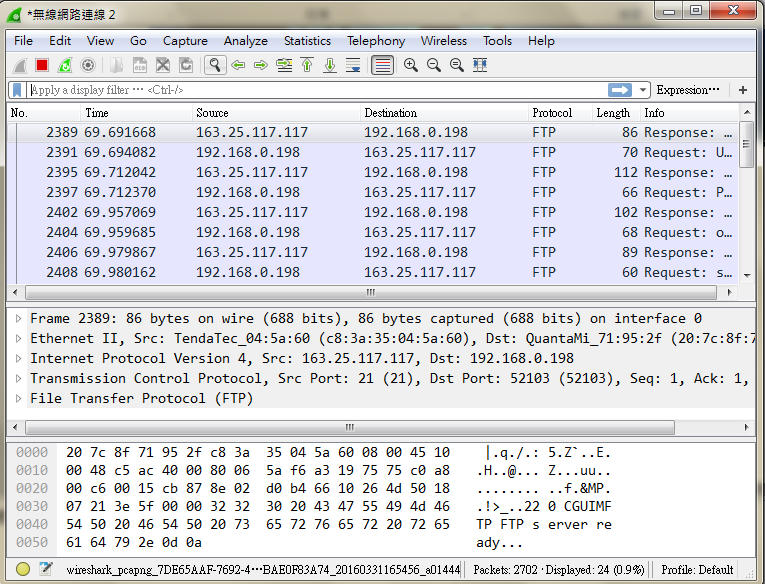 *無線網路連線 2
File Edit View Go Capture Analyze Statistics Telephony Wireless Tools Help
Apply a display filter … <Ctrl-/> Expression… +
No. Time Source Destination Protocol Length Info
2389 69.691668 163.25.117.117 192.168.0.198 FTP 86 Response: …
2391 69.694082 192.168.0.198 163.25.117.117 FTP 70 Request: U…
2395 69.712042 163.25.117.117 192.168.0.198 FTP 112 Response: …
2397 69.712370 192.168.0.198 163.25.117.117 FTP 66 Request: P…
2402 69.957069 163.25.117.117 192.168.0.198 FTP 102 Response: …
2404 69.959685 192.168.0.198 163.25.117.117 FTP 68 Request: o…
2406 69.979867 163.25.117.117 192.168.0.198 FTP 89 Response: …
2408 69.980162 192.168.0.198 163.25.117.117 FTP 60 Request: s…
Frame 2389: 86 bytes on wire (688 bits), 86 bytes captured (688 bits) on interface 0
Ethernet II, Src: TendaTec_04:5a:60 (c8:3a:35:04:5a:60), Dst: QuantaMi_71:95:2f (20:7c:8f:7
Internet Protocol Version 4, Src: 163.25.117.117, Dst: 192.168.0.198
Transmission Control Protocol, Src Port: 21 (21), Dst Port: 52103 (52103), Seq: 1, Ack: 1,
File Transfer Protocol (FTP)
0000 20 7c 8f 71 95 2f c8 3a 35 04 5a 60 08 00 45 10 |.q./.: 5.Z`..E.
0010 00 48 c5 ac 40 00 80 06 5a f6 a3 19 75 75 c0 a8 .H..@... Z...uu..
0020 00 c6 00 15 cb 87 8e 02 d0 b4 66 10 26 4d 50 18 ........ ..f.&MP.
0030 07 21 3e 5f 00 00 32 32 30 20 43 47 55 49 4d 46 .!>_..22 0 CGUIMF
0040 54 50 20 46 54 50 20 73 65 72 76 65 72 20 72 65 TP FTP s erver re
0050 61 64 79 2e 0d 0a ady...
wireshark_pcapng_7DE65AAF-7692-4…BAE0F83A74_20160331165456_a01444 Packets: 2702 · Displayed: 24 (0.9%) Profile: Default